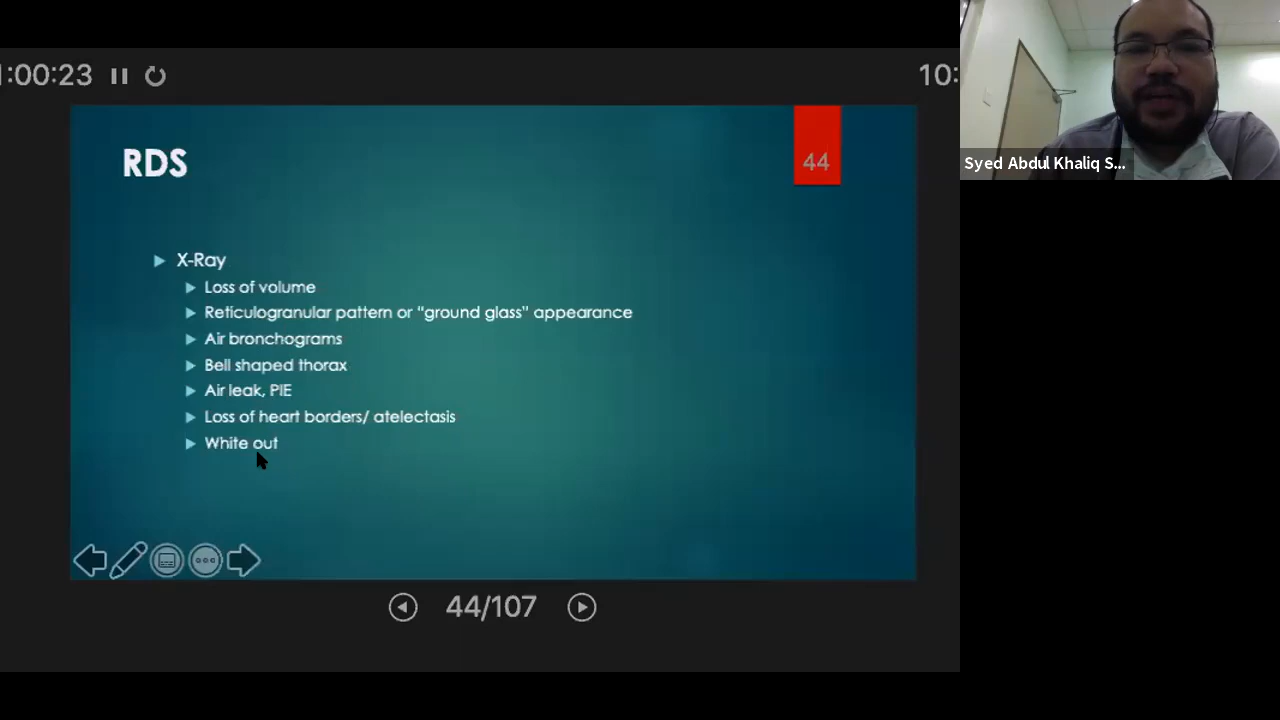 1:00:23
10:
RDS
44
X-Ray
Loss of volume
Reticulogranular pattern or “ground glass” appearance
Air bronchograms
Bell shaped thorax
Air leak, PIE
Loss of heart borders/ atelectasis
White out
44/107
Syed Abdul Khaliq S...